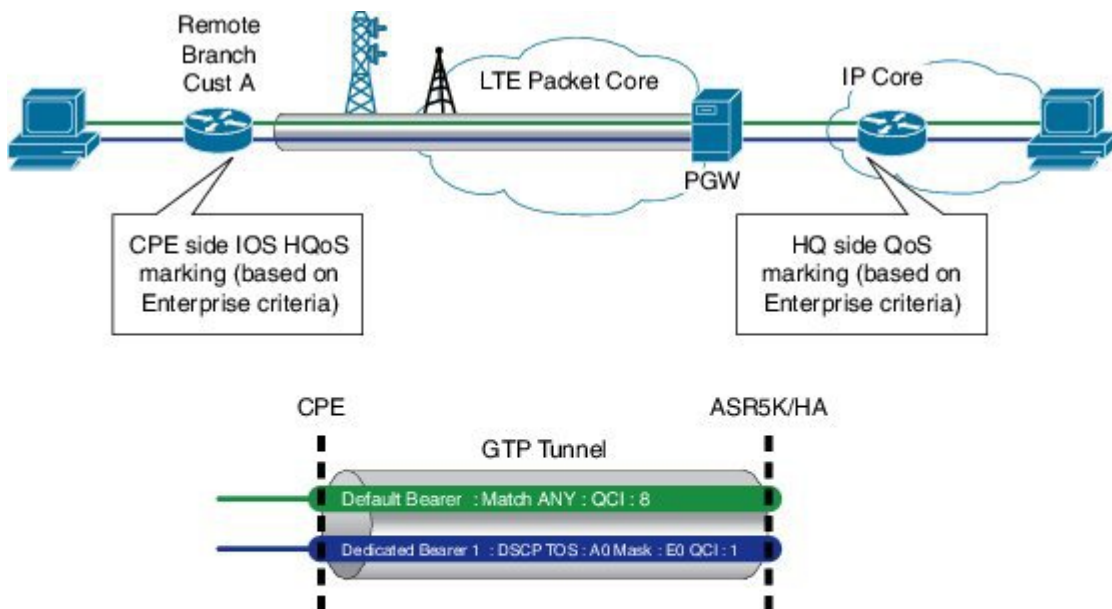 Remote
Branch
Cust A
LTE Packet Core
IP Core
PGW
CPE side IOS HQoS
marking (based on
Enterprise criteria)
HQ side QoS
marking (based on
Enterprise criteria)
CPE
ASR5K/HA
GTP Tunnel
Default Bearer : Match ANY : QCI : 8
Dedicated Bearer 1 : DSCP TOS : A0 Mask : E0 QCI : 1